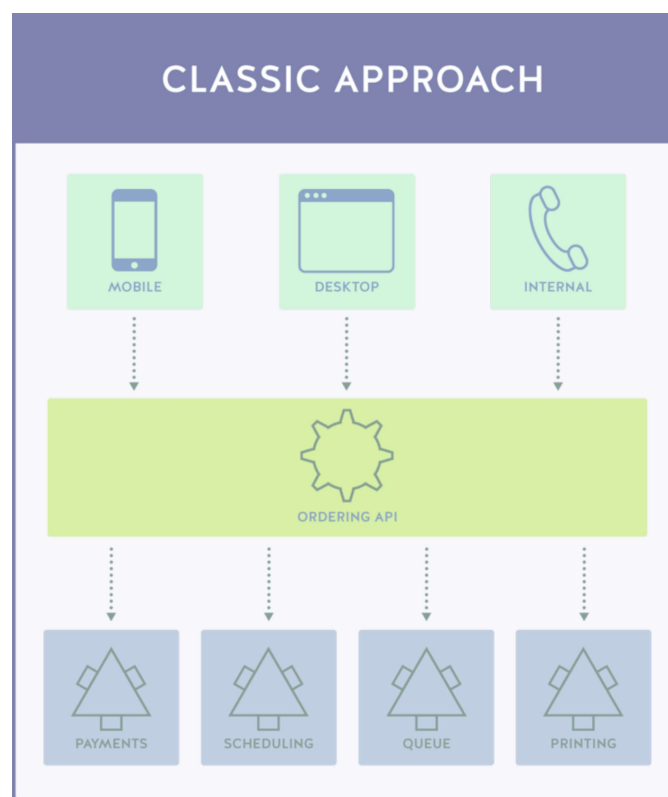 CLASSIC APPROACH
MOBILE
DESKTOP
INTERNAL
ORDERING API
PAYMENTS
SCHEDULING
QUEUE
PRINTING